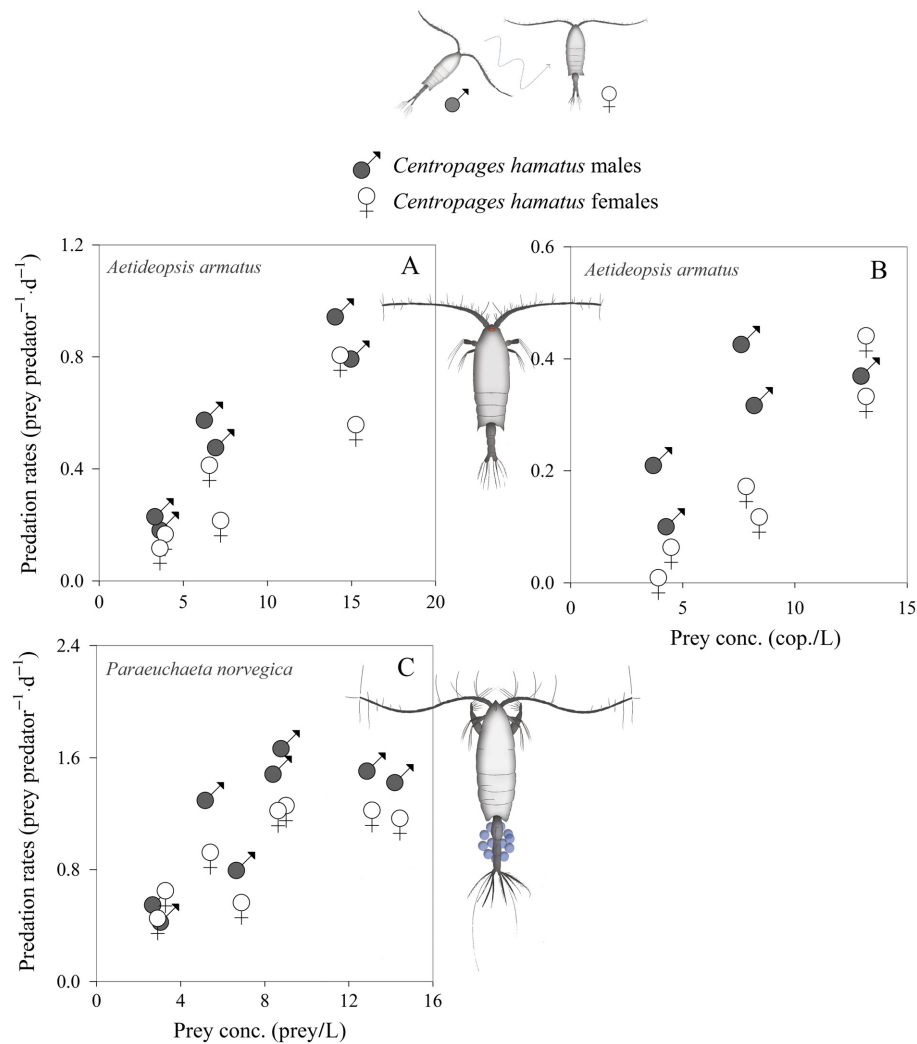 Centropages hamatus males
Centropages hamatus females
Predation rates (prey predator⁻¹·d⁻¹)
1.2
0.8
0.4
0.0
Aetideopsis armatus
A
0 5 10 15 20
0.6
0.4
0.2
0.0
Aetideopsis armatus
B
0 5 10 15
Prey conc. (cop./L)
Predation rates (prey predator⁻¹·d⁻¹)
2.4
1.6
0.8
0.0
Paraeuchaeta norvegica
C
0 4 8 12 16
Prey conc. (prey/L)